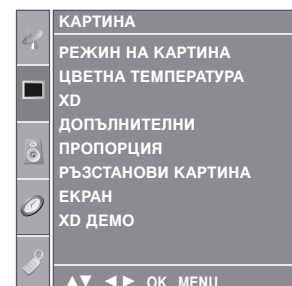 КАРТИНА
РЕЖИН НА КАРТИНА
ЦВЕТНА ТЕМПЕРАТУРА
XD
ДОПЪЛНИТЕЛНИ
ПРОПОРЦИЯ
РЪЗСТАНОВИ КАРТИНА
ЕКРАН
XD ДЕМО
▲▼ ◄► OK MENU